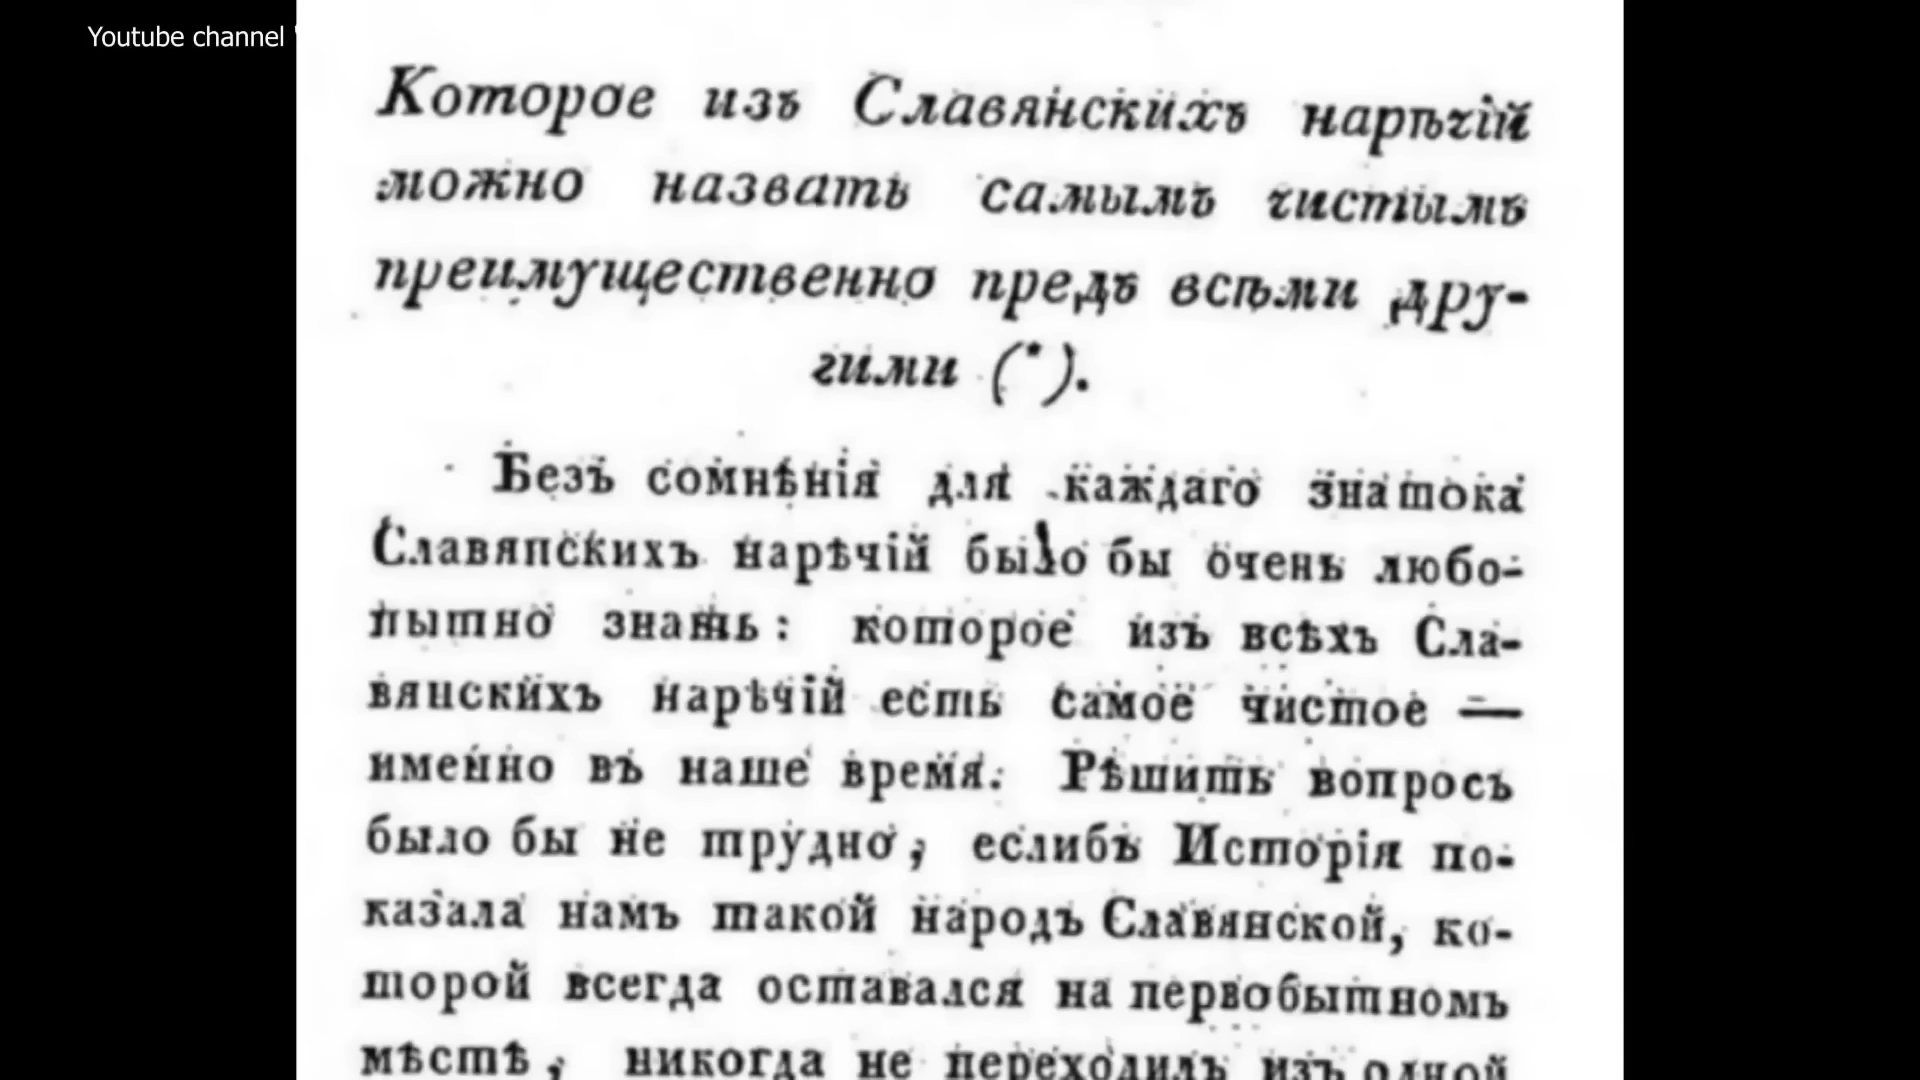 Youtube channel
Которое изъ Славянскихъ нарѣчій
можно назвать самымъ чистымъ
преимущественно предъ всѣми дру-
гими (*).
Безъ сомнѣнія для каждаго знатока
Славянскихъ нарѣчій было бы очень любо-
пытно знать: которое изъ всѣхъ Сла-
вянскихъ нарѣчій есть самое чистое —
именно въ наше время. Рѣшить вопросъ
было бы не трудно, еслибъ Исторія по-
казала намъ такой народъ Славянской, ко-
торой всегда оставался на первобытномъ
мѣстѣ, никогда не переходилъ изъ одной